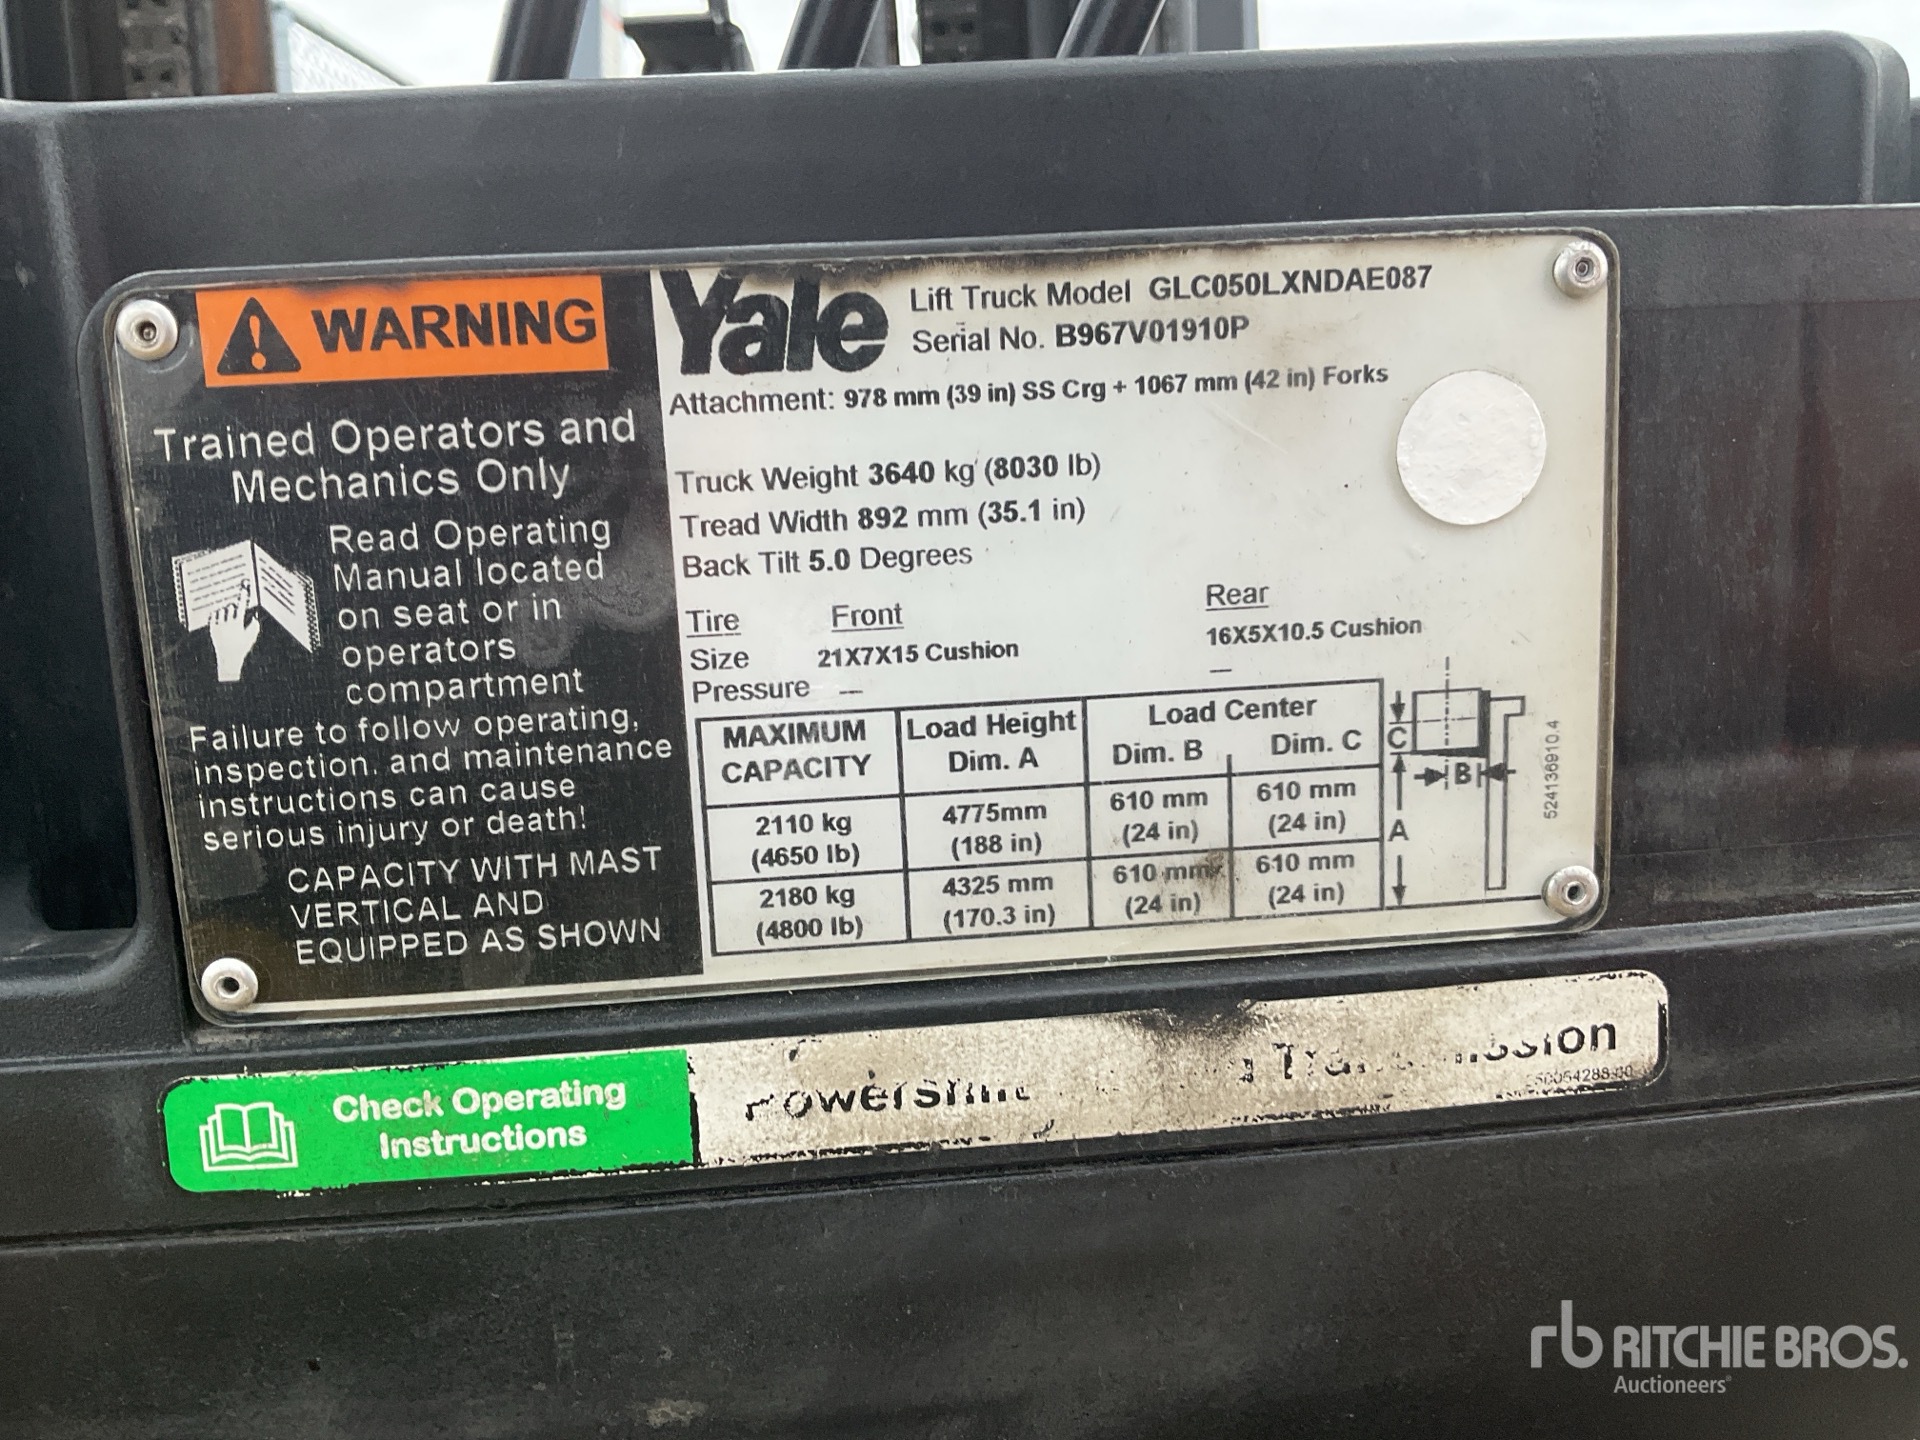 WARNING
Trained Operators and
Mechanics Only
Read Operating
Manual located
on seat or in
operators
compartment
Failure to follow operating,
inspection, and maintenance
instructions can cause
serious injury or death!
CAPACITY WITH MAST
VERTICAL AND
EQUIPPED AS SHOWN
Yale
Lift Truck Model GLC050LXNDAE087
Serial No. B967V01910P
Attachment: 978 mm (39 in) SS Crg + 1067 mm (42 in) Forks
Truck Weight 3640 kg (8030 lb)
Tread Width 892 mm (35.1 in)
Back Tilt 5.0 Degrees
Tire Front Rear
Size 21X7X15 Cushion 16X5X10.5 Cushion
Pressure — —
MAXIMUM CAPACITY Load Height Dim. A Load Center Dim. B Dim. C
2110 kg 4775mm 610 mm 610 mm
(4650 lb) (188 in) (24 in) (24 in)
2180 kg 4325 mm 610 mm 610 mm
(4800 lb) (170.3 in) (24 in) (24 in)
C
B
A
524136910.4
Check Operating
Instructions
rb RITCHIE BROS.
Auctioneers